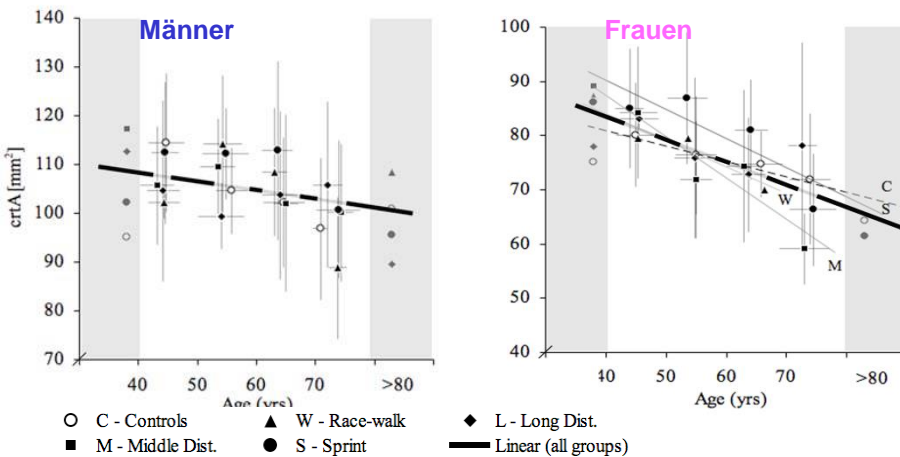 Männer
Frauen
crtA [mm²]
140
130
120
110
100
90
80
70
40
50
60
70
>80
Age (yrs)
100
90
80
70
60
50
40
W
C
S
M
40
50
60
70
>80
Age (yrs)
C - Controls
W - Race-walk
L - Long Dist.
M - Middle Dist.
S - Sprint
Linear (all groups)